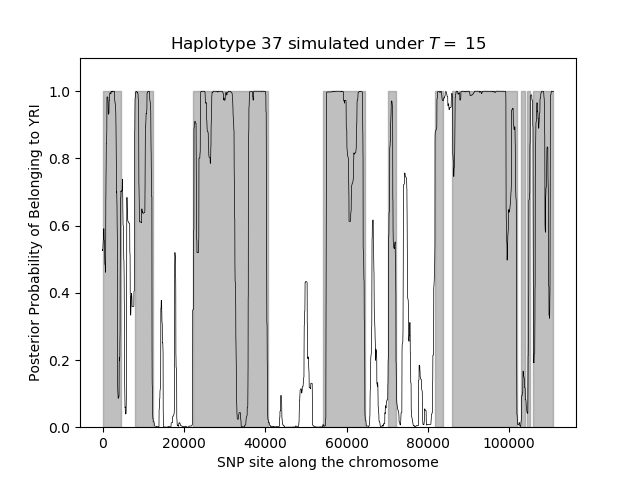 Haplotype 37 simulated under T = 15
Posterior Probability of Belonging to YRI
1.0
0.8
0.6
0.4
0.2
0.0
0 20000 40000 60000 80000 100000
SNP site along the chromosome